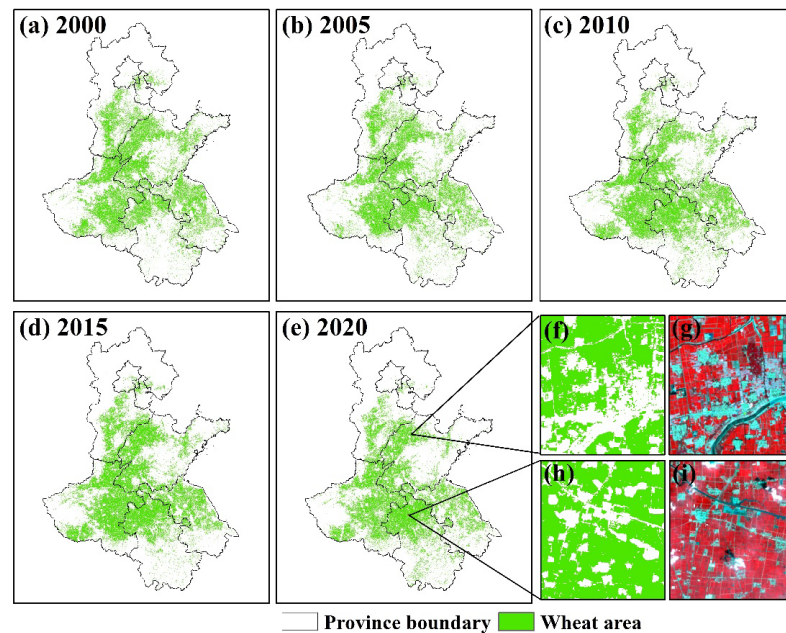 (a) 2000
(b) 2005
(c) 2010
(d) 2015
(e) 2020
(f)
(g)
(h)
(i)
Province boundary
Wheat area